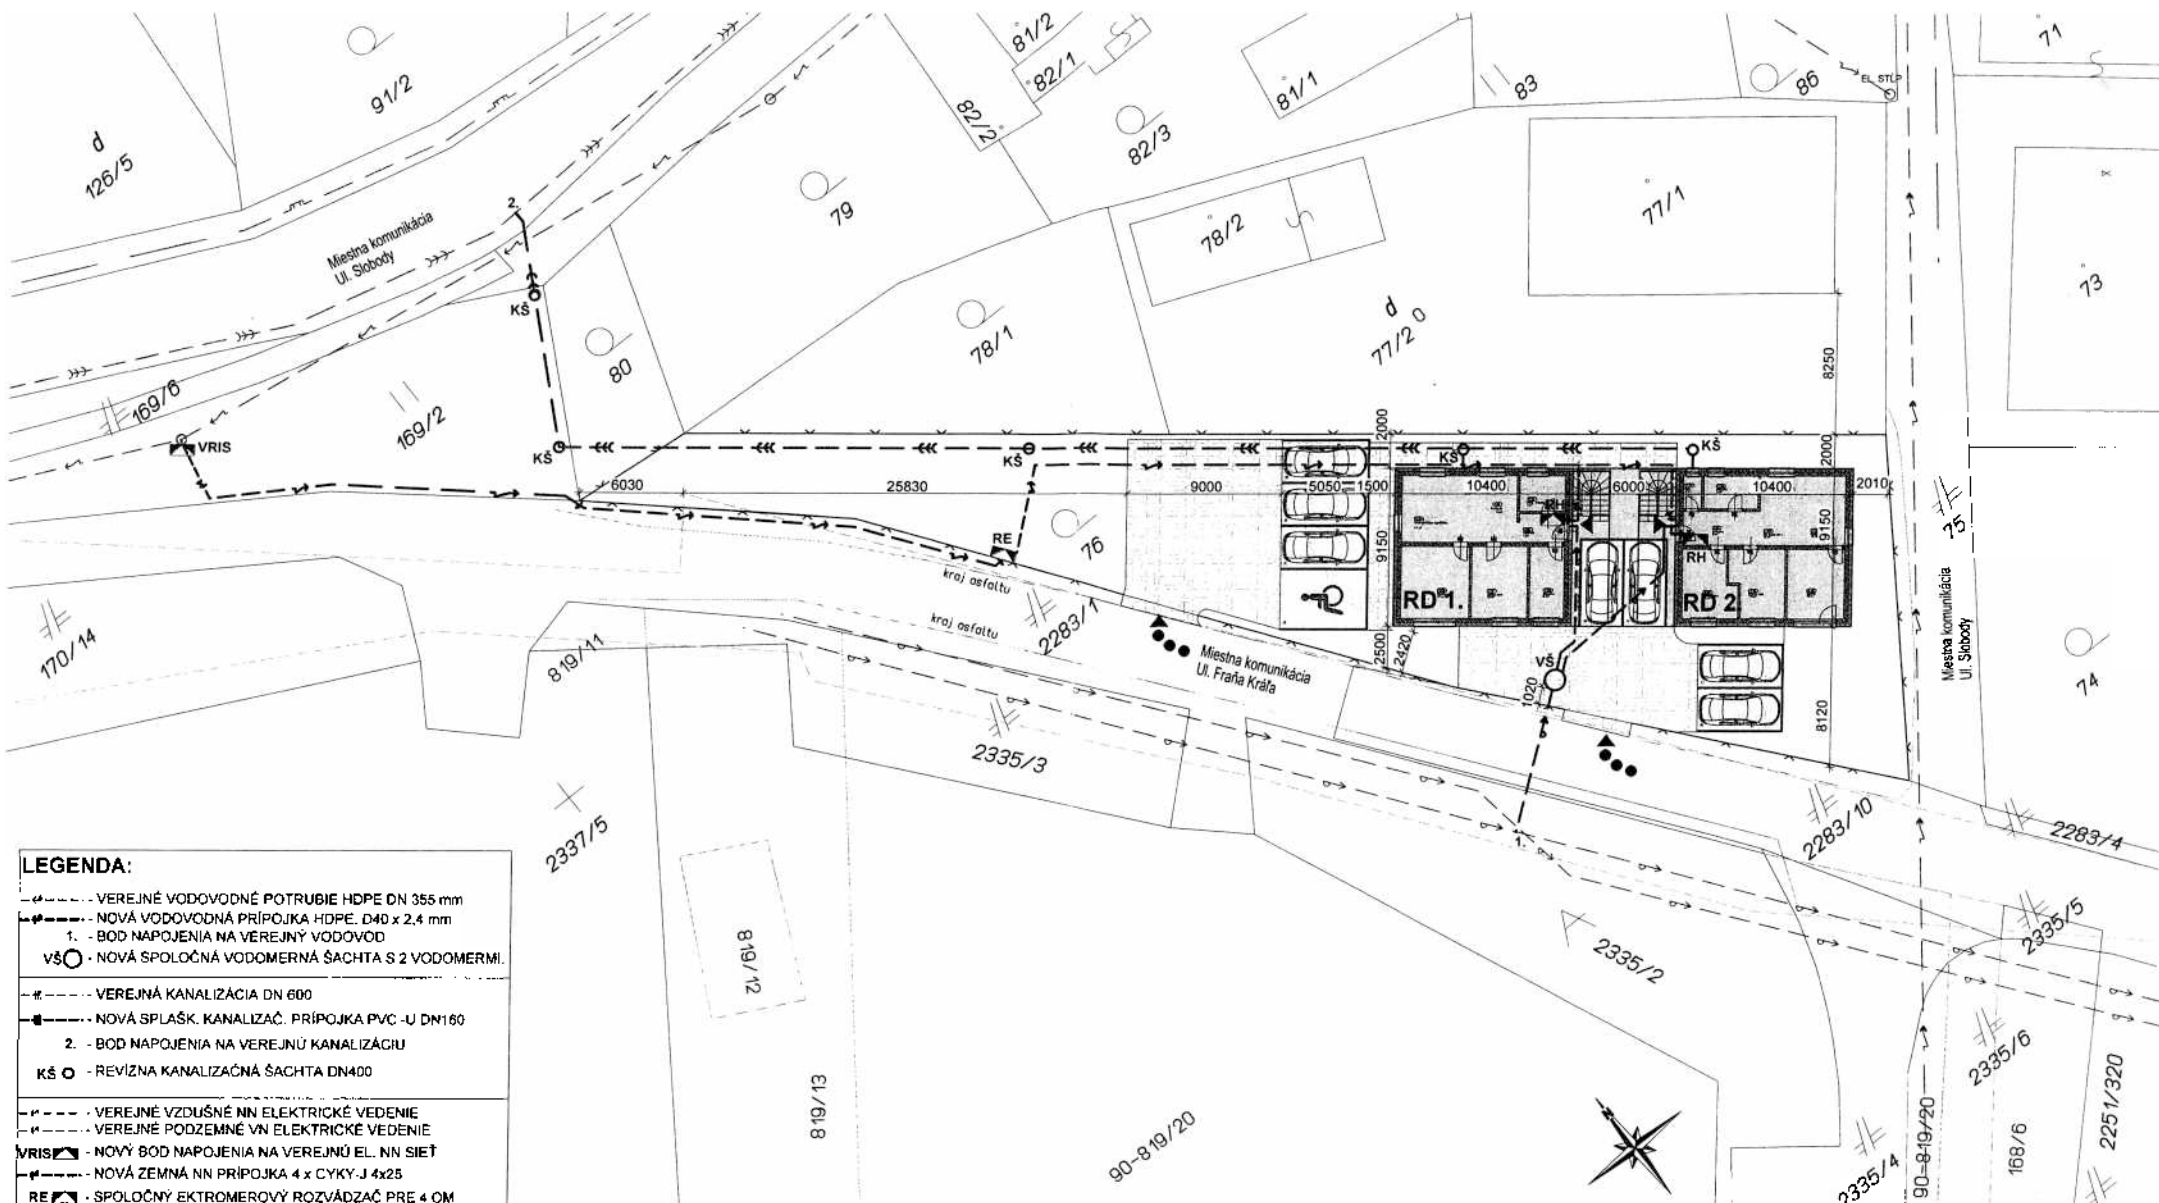 81/2
82/1
82/2
81/1
83
86
EL. STĹP
71
91/2
d
126/5
82/3
79
78/2
77/1
73
2.
Miestna komunikácia
Ul. Slobody
KŠ
80
78/1
d
77/2
8250
169/6
169/2
VRIS
KŠ
KŠ
KŠ
KŠ
2000
2000
6030
25830
9000
5050
1500
10400
6000
10400
2010
75
76
RE
9150
9150
RH
RD 1.
RD 2
kraj asfaltu
kraj asfaltu
2283/1
170/14
819/11
Miestna komunikácia
Ul. Fraňa Kráľa
2500
2420
VŠ
1020
8120
Miestna komunikácia
Ul. Slobody
74
2335/3
2337/5
1.
2283/10
2283/4
2335/5
2335/2
2335/6
2251/320
168/6
90-819/20
2335/4
819/12
819/13
90-819/20
LEGENDA:
- VEREJNÉ VODOVODNÉ POTRUBIE HDPE DN 355 mm
- NOVÁ VODOVODNÁ PRÍPOJKA HDPE. D40 x 2,4 mm
1. - BOD NAPOJENIA NA VEREJNÝ VODOVOD
VŠ - NOVÁ SPOLOČNÁ VODOMERNÁ ŠACHTA S 2 VODOMERMI.
- VEREJNÁ KANALIZÁCIA DN 600
- NOVÁ SPLAŠK. KANALIZAČ. PRÍPOJKA PVC -U DN160
2. - BOD NAPOJENIA NA VEREJNÚ KANALIZÁCIU
KŠ - REVÍZNA KANALIZAČNÁ ŠACHTA DN400
- VEREJNÉ VZDUŠNÉ NN ELEKTRICKÉ VEDENIE
- VEREJNÉ PODZEMNÉ VN ELEKTRICKÉ VEDENIE
VRIS - NOVÝ BOD NAPOJENIA NA VEREJNÚ EL. NN SIEŤ
- NOVÁ ZEMNÁ NN PRÍPOJKA 4 x CYKY-J 4x25
RE - SPOLOČNÝ EKTROMEROVÝ ROZVÁDZAČ PRE 4 OM